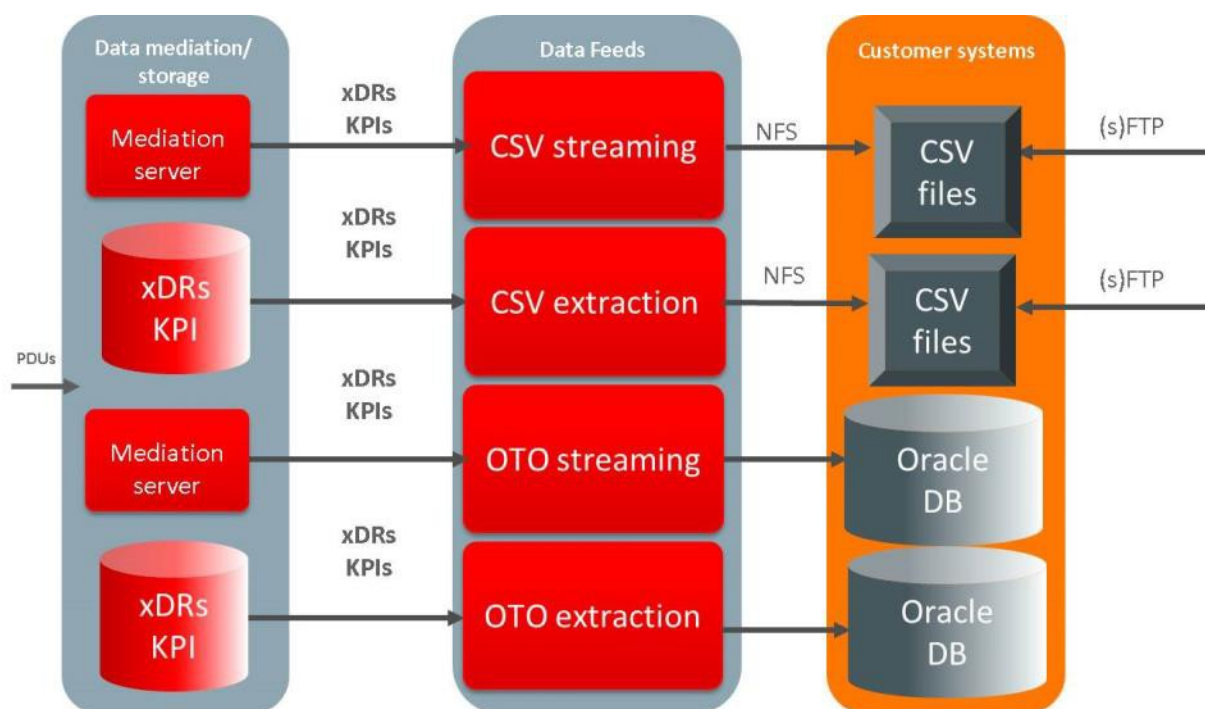 Data mediation/
storage
Data Feeds
Customer systems
Mediation
server
xDRs
KPIs
CSV streaming
NFS
CSV
files
(s)FTP
xDRs
KPI
xDRs
KPIs
CSV extraction
NFS
CSV
files
(s)FTP
PDUs
Mediation
server
xDRs
KPIs
OTO streaming
Oracle
DB
xDRs
KPI
xDRs
KPIs
OTO extraction
Oracle
DB